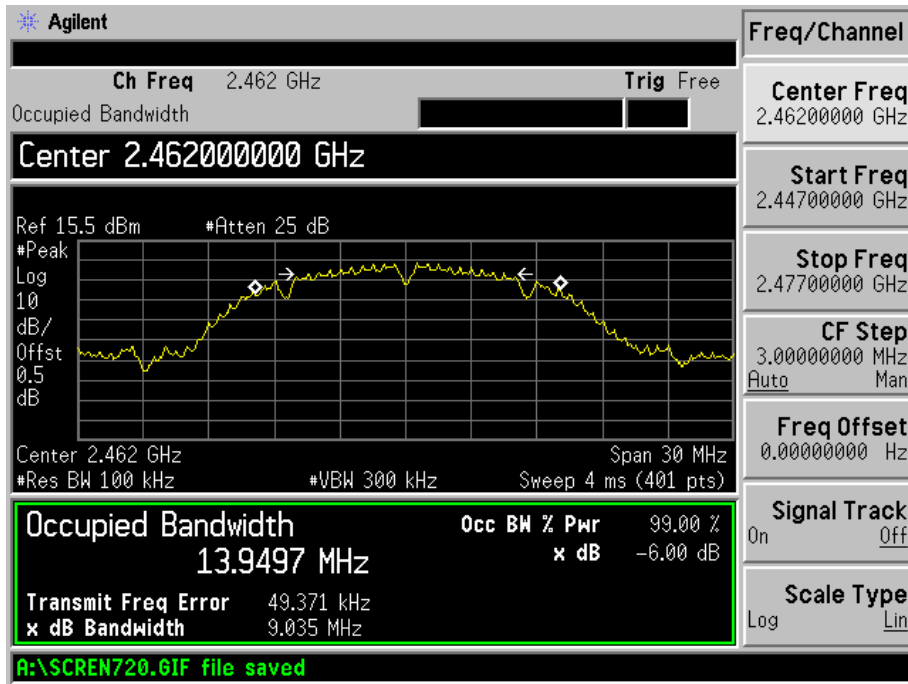 Agilent
Ch Freq 2.462 GHz Trig Free
Occupied Bandwidth
Center 2.462000000 GHz
Ref 15.5 dBm #Atten 25 dB
#Peak
Log
10
dB/
Offst
0.5
dB
Center 2.462 GHz Span 30 MHz
#Res BW 100 kHz #VBW 300 kHz Sweep 4 ms (401 pts)
Occupied Bandwidth
13.9497 MHz
Occ BW % Pwr 99.00 %
x dB -6.00 dB
Transmit Freq Error 49.371 kHz
x dB Bandwidth 9.035 MHz
A:\SCREN720.GIF file saved
Freq/Channel
Center Freq
2.46200000 GHz
Start Freq
2.44700000 GHz
Stop Freq
2.47700000 GHz
CF Step
3.00000000 MHz
Auto Man
Freq Offset
0.00000000 Hz
Signal Track
On Off
Scale Type
Log Lin